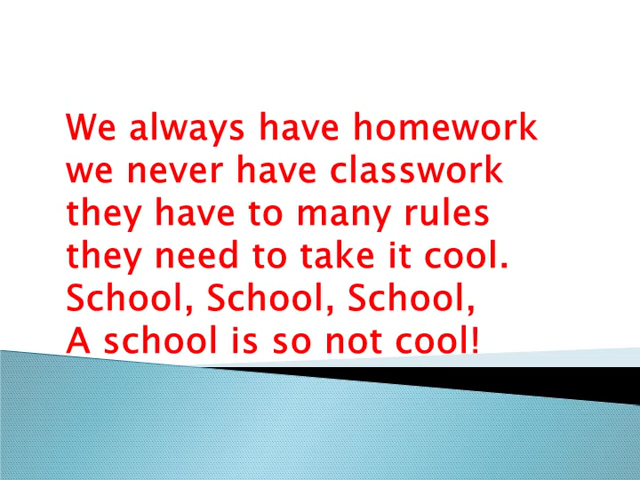 We always have homework
we never have classwork
they have to many rules
they need to take it cool.
School, School, School,
A school is so not cool!